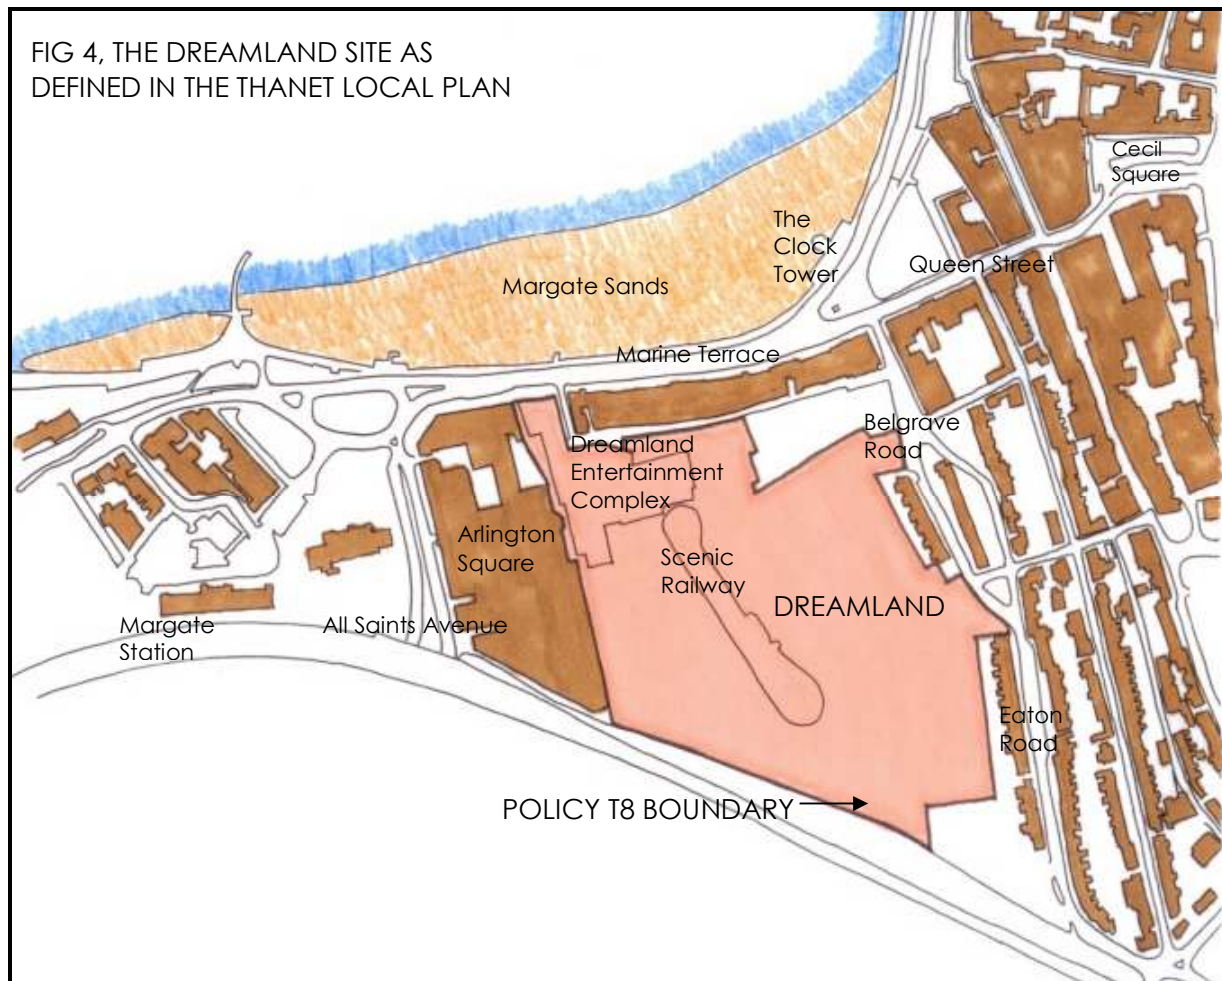 FIG 4, THE DREAMLAND SITE AS
DEFINED IN THE THANET LOCAL PLAN
Cecil
Square
The
Clock
Tower
Queen Street
Margate Sands
Marine Terrace
Belgrave
Road
Dreamland
Entertainment
Complex
Arlington
Square
Scenic
Railway
DREAMLAND
Margate
Station
All Saints Avenue
Eaton
Road
POLICY T8 BOUNDARY